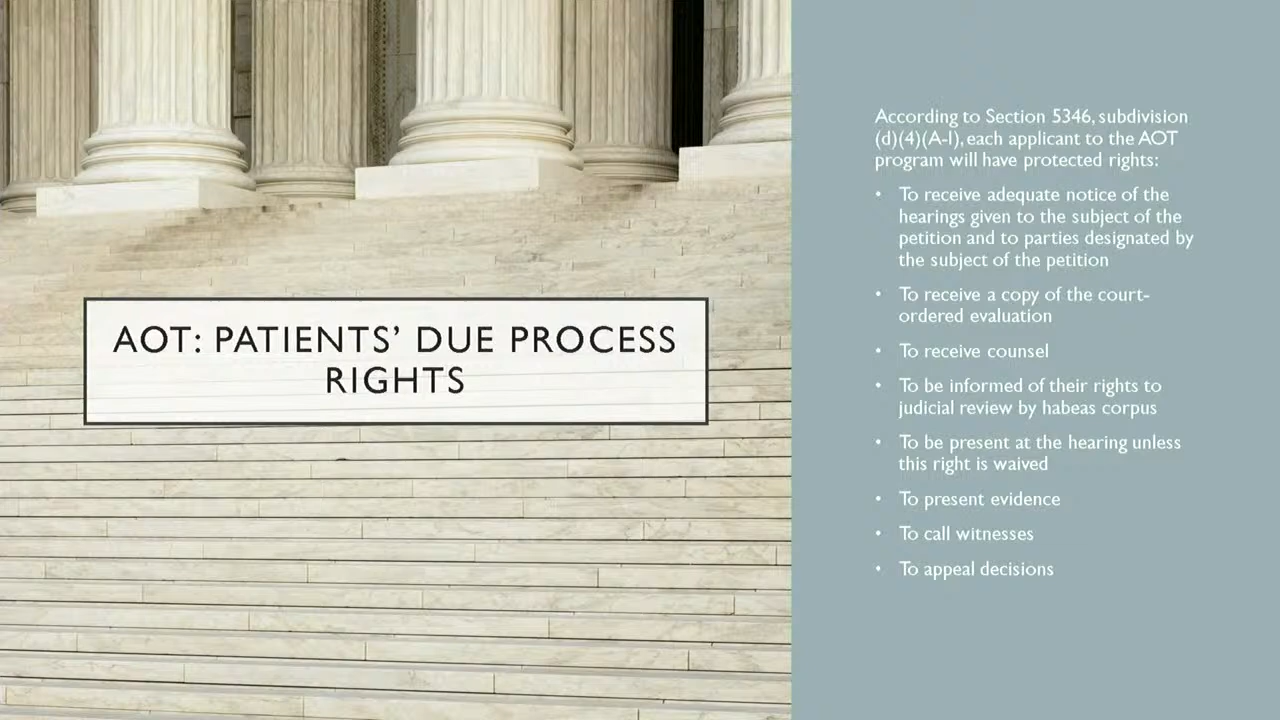 AOT: PATIENTS’ DUE PROCESS
RIGHTS
According to Section 5346, subdivision
(d)(4)(A-I), each applicant to the AOT
program will have protected rights:
• To receive adequate notice of the
hearings given to the subject of the
petition and to parties designated by
the subject of the petition
• To receive a copy of the court-
ordered evaluation
• To receive counsel
• To be informed of their rights to
judicial review by habeas corpus
• To be present at the hearing unless
this right is waived
• To present evidence
• To call witnesses
• To appeal decisions